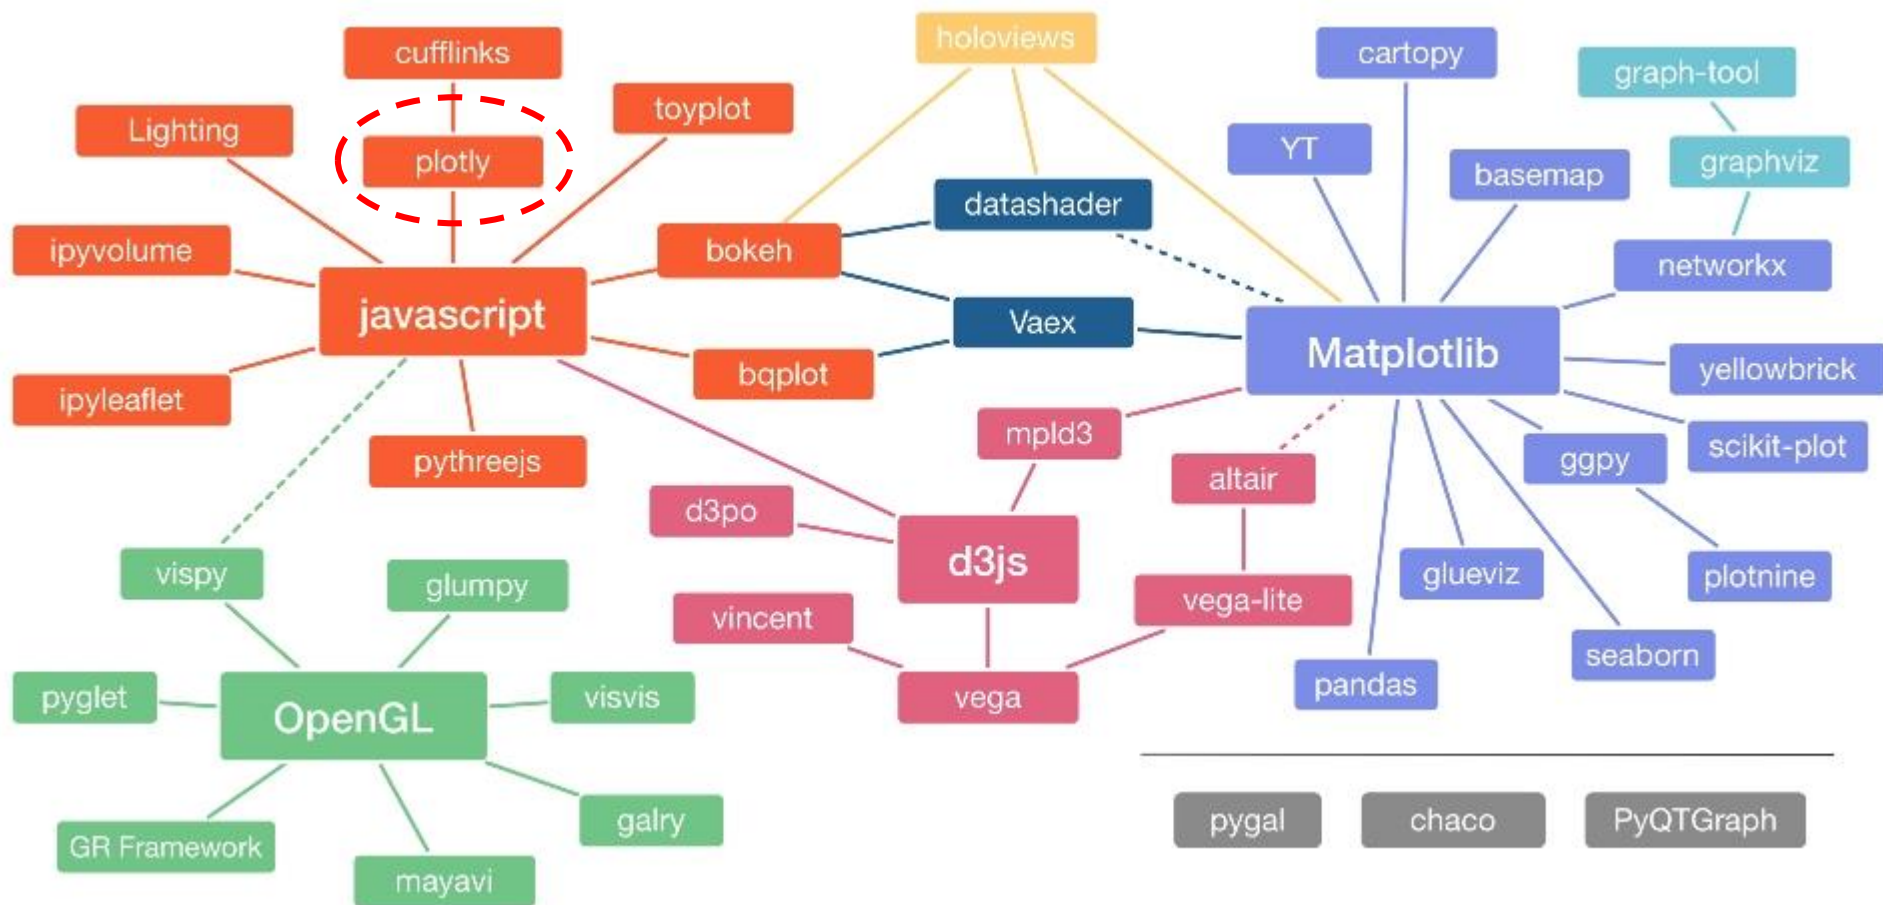 cufflinks
holoviews
cartopy
graph-tool
Lighting
toyplot
plotly
YT
basemap
graphviz
datashader
ipyvolume
bokeh
networkx
javascript
Vaex
Matplotlib
bqplot
yellowbrick
ipyleaflet
mpld3
pythreejs
altair
ggpy
scikit-plot
d3po
d3js
vispy
glumpy
glueviz
plotnine
vincent
vega-lite
seaborn
pyglet
OpenGL
visvis
vega
pandas
GR Framework
mayavi
galry
pygal
chaco
PyQTGraph